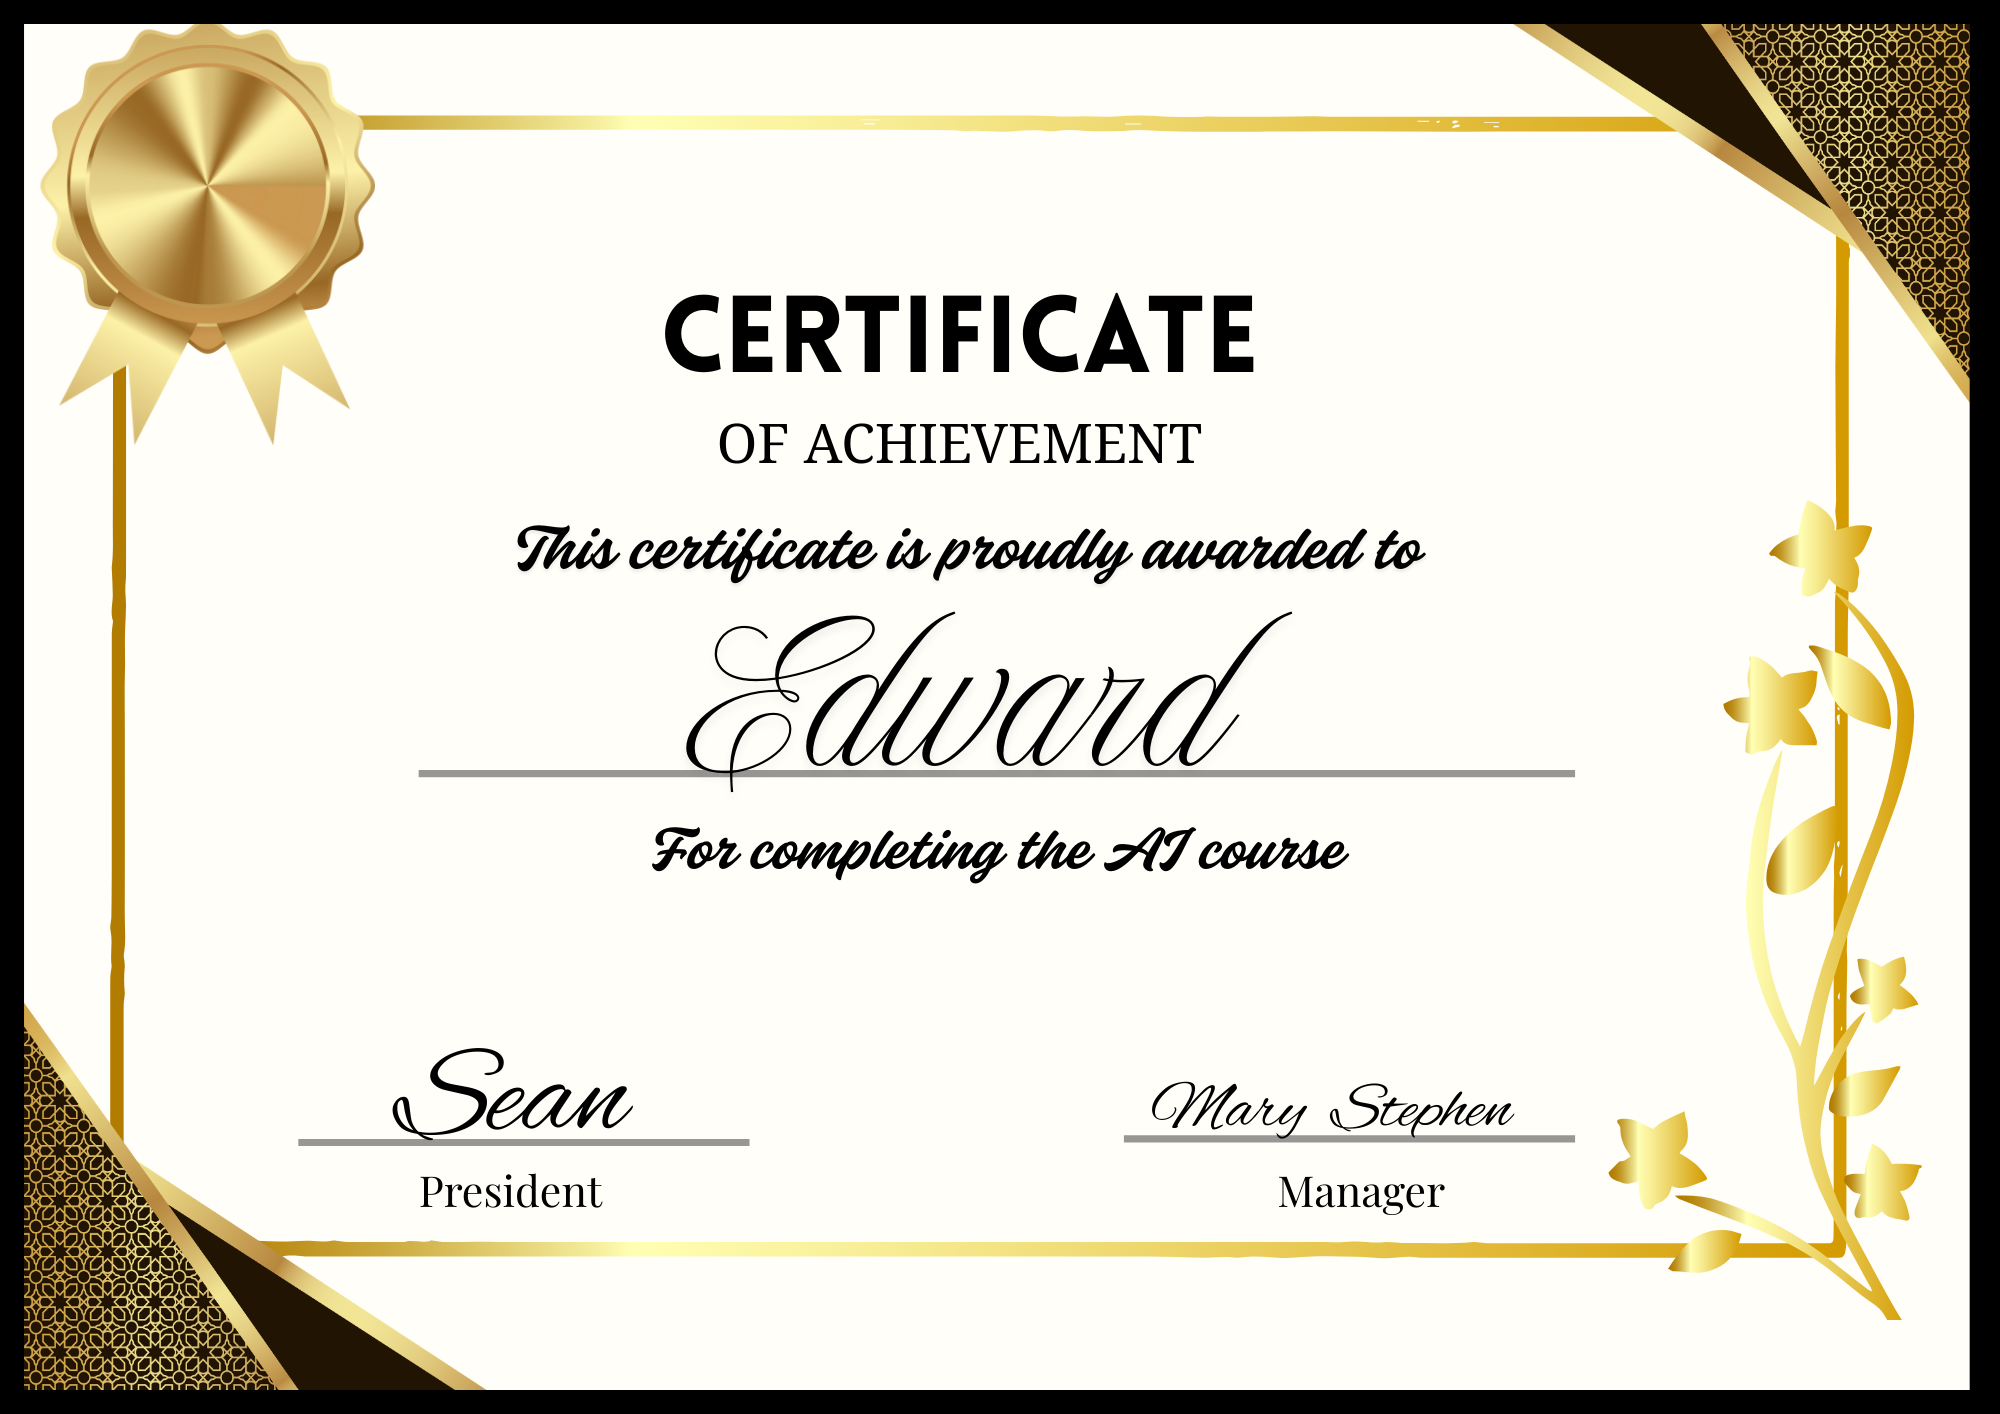 CERTIFICATE
OF ACHIEVEMENT
This certificate is proudly awarded to
Edward
For completing the AI course
Sean
President
Mary Stephen
Manager